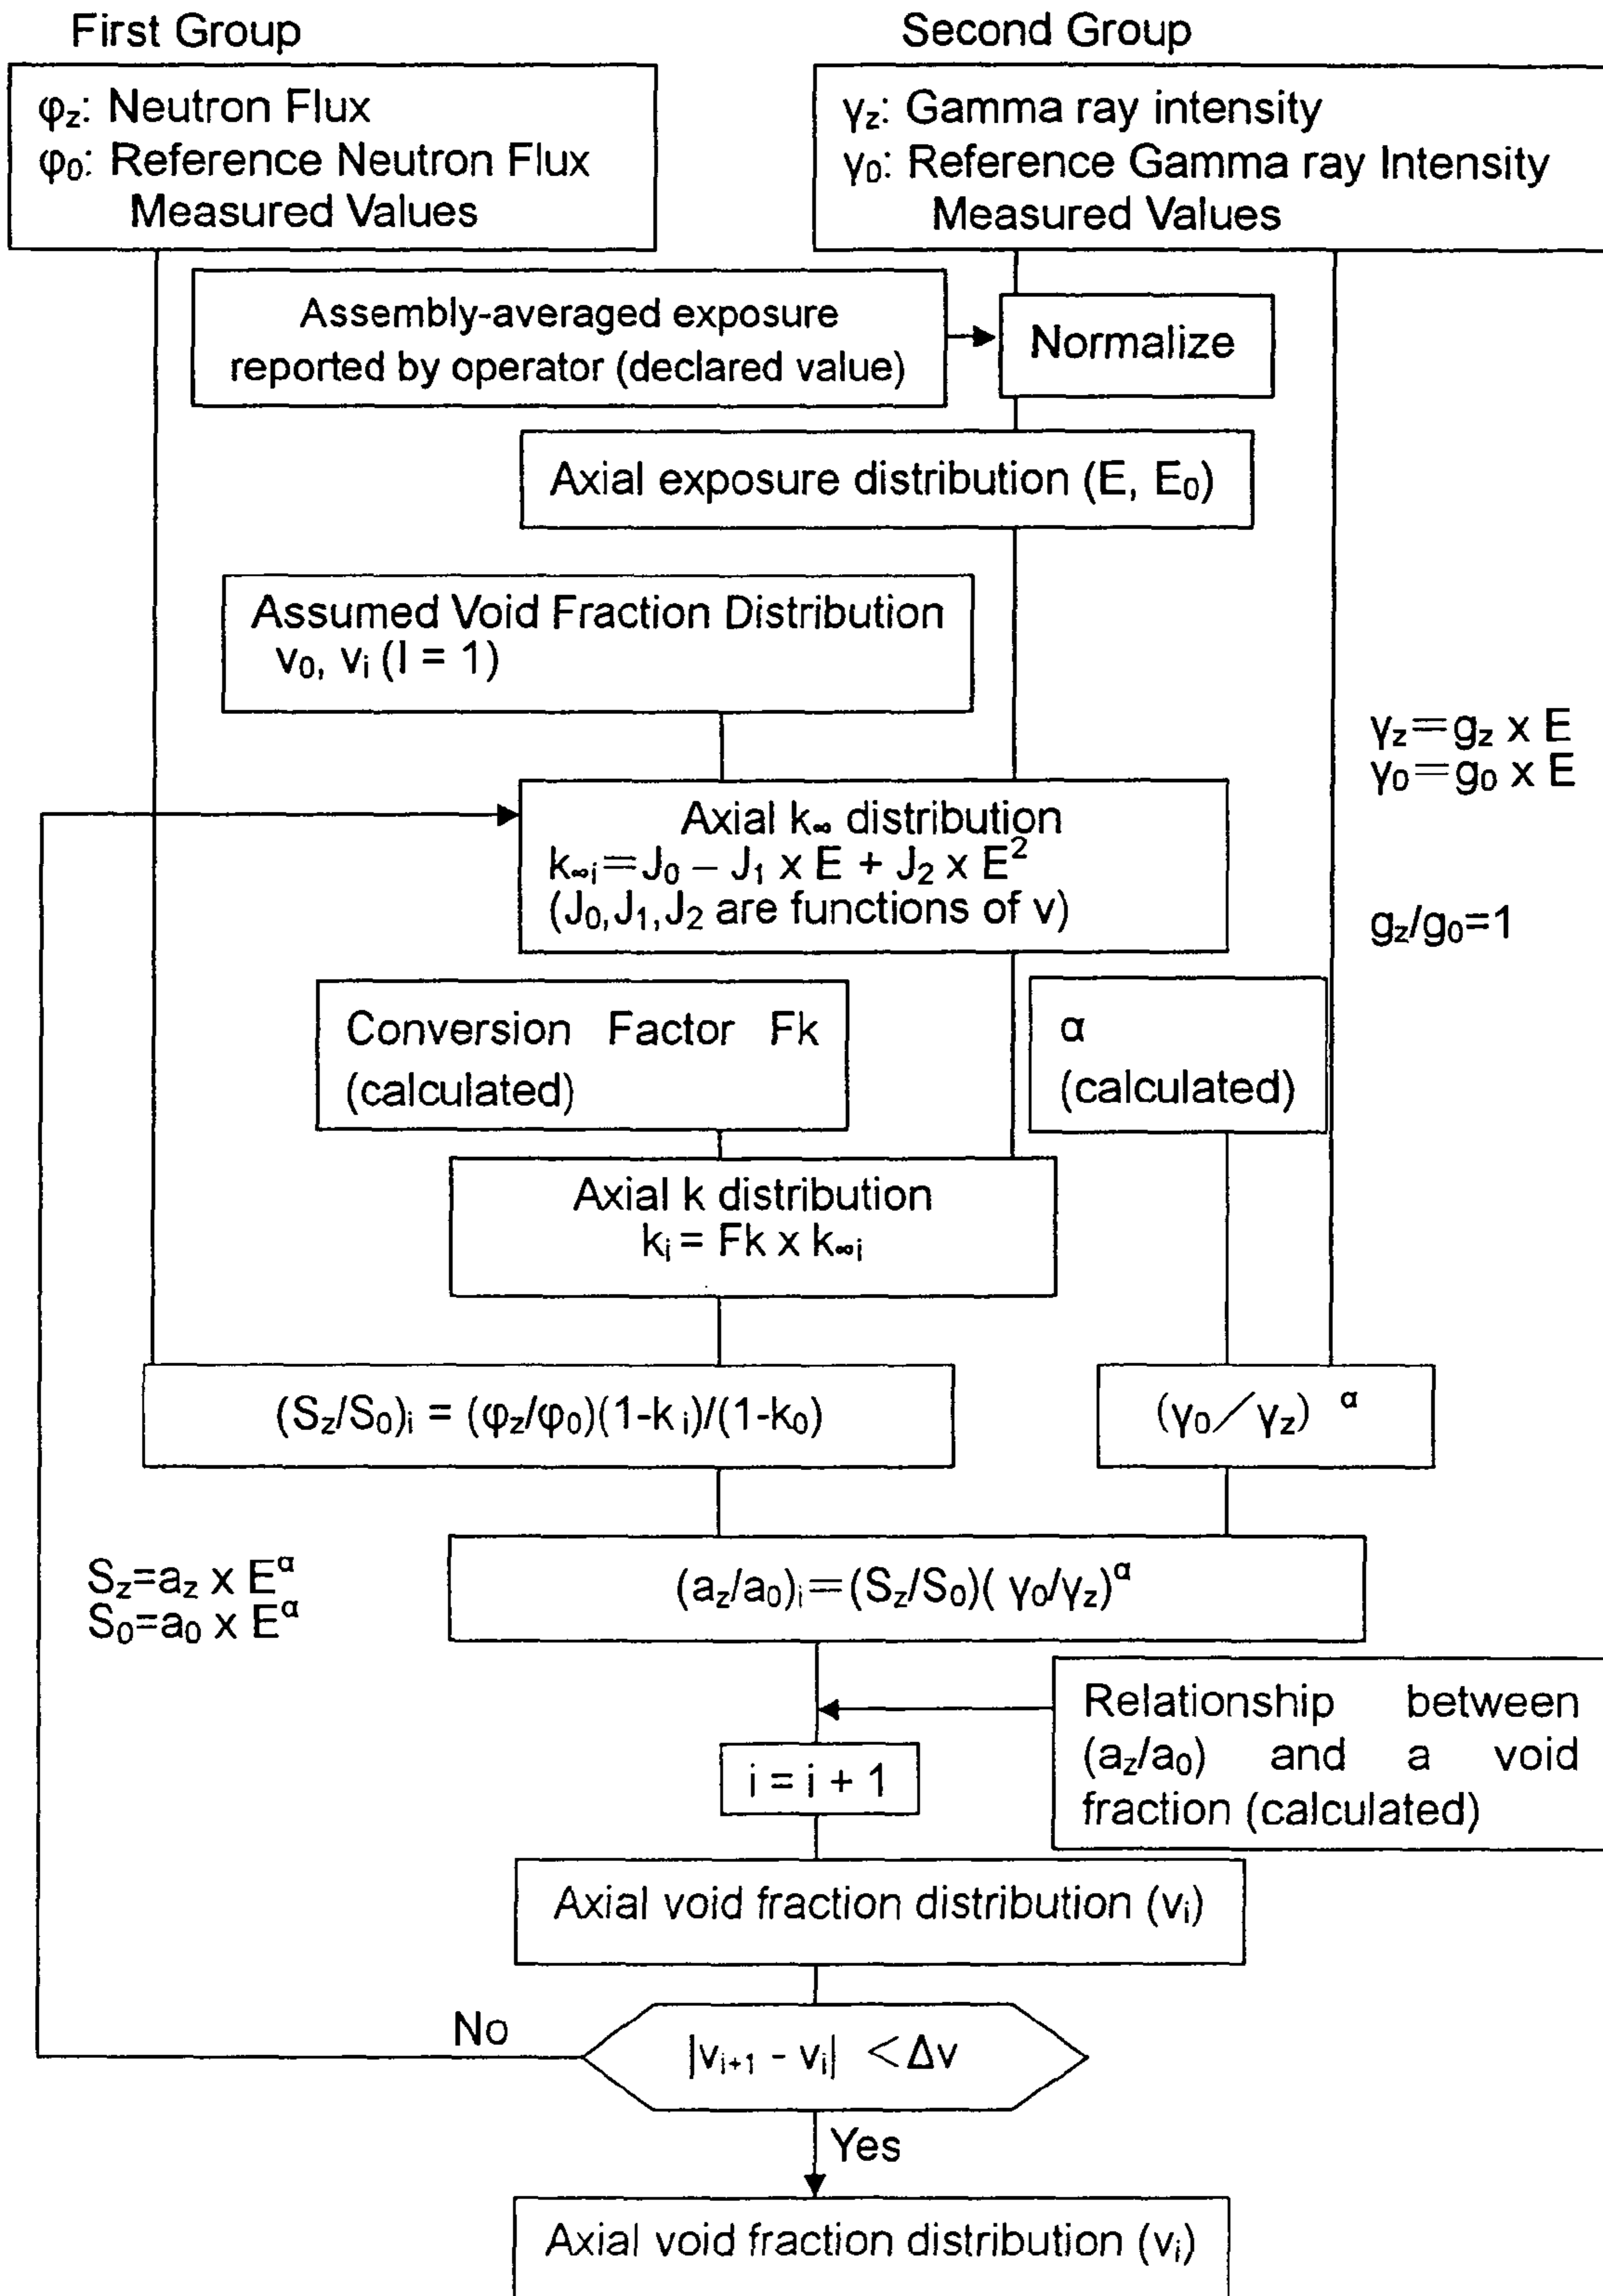 First Group
φz: Neutron Flux
φ0: Reference Neutron Flux
Measured Values
Second Group
γz: Gamma ray intensity
γ0: Reference Gamma ray Intensity
Measured Values
Assembly-averaged exposure
reported by operator (declared value)
Normalize
Axial exposure distribution (E, E0)
Assumed Void Fraction Distribution
v0, vi (I = 1)
γz=gz x E
γ0=g0 x E
gz/g0=1
Axial k∞ distribution
k∞i=J0 – J1 x E + J2 x E²
(J0,J1,J2 are functions of v)
Conversion Factor Fk
(calculated)
α
(calculated)
Axial k distribution
ki = Fk x k∞i
(Sz/S0)i = (φz/φ0)(1-ki)/(1-k0)
(γ0/γz) α
Sz=az x Eα
S0=a0 x Eα
(az/a0)i=(Sz/S0)( γ0/γz)α
Relationship between
(az/a0) and a void
fraction (calculated)
i = i + 1
Axial void fraction distribution (vi)
No
|vi+1 - vi| <Δv
Yes
Axial void fraction distribution (vi)